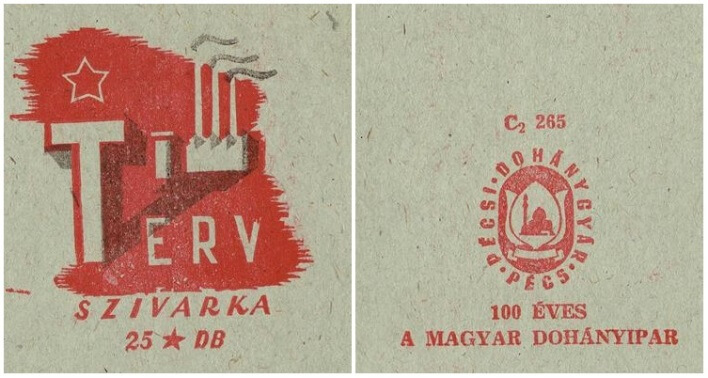 TERV
SZIVARKA
25 ★ DB
C₂ 265
PÉCSI · DOHÁNYGYÁR · PÉCS ·
100 ÉVES
A MAGYAR DOHÁNYIPAR